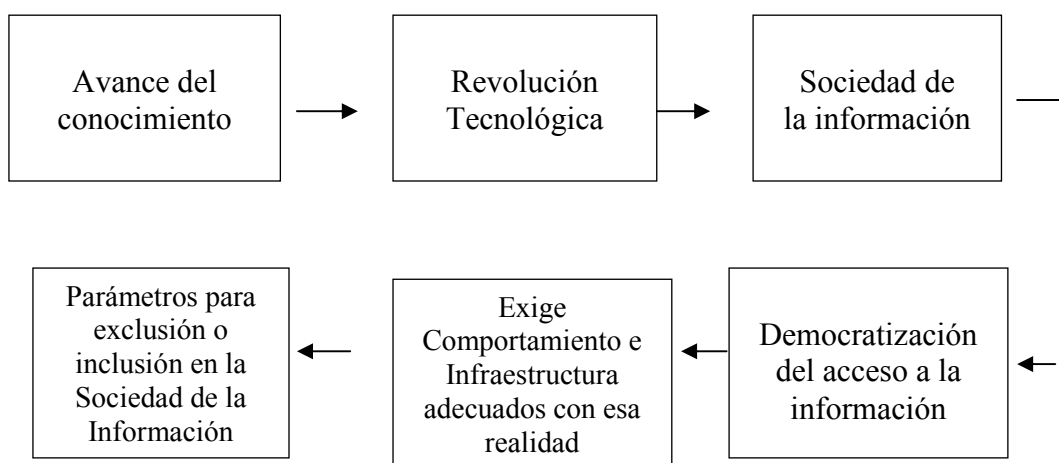 Avance del
conocimiento
Revolución
Tecnológica
Sociedad de
la información
Democratización
del acceso a la
información
Exige
Comportamiento e
Infraestructura
adecuados con esa
realidad
Parámetros para
exclusión o
inclusión en la
Sociedad de la
Información